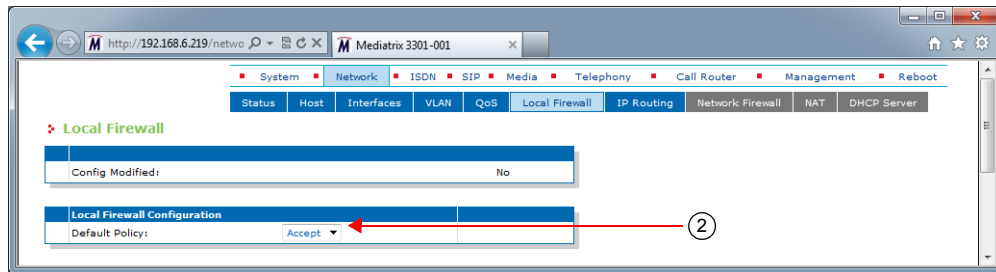 http://192.168.6.219/netwo
Mediatrix 3301-001
System Network ISDN SIP Media Telephony Call Router Management Reboot
Status Host Interfaces VLAN QoS Local Firewall IP Routing Network Firewall NAT DHCP Server
Local Firewall
Config Modified: No
Local Firewall Configuration
Default Policy: Accept
2